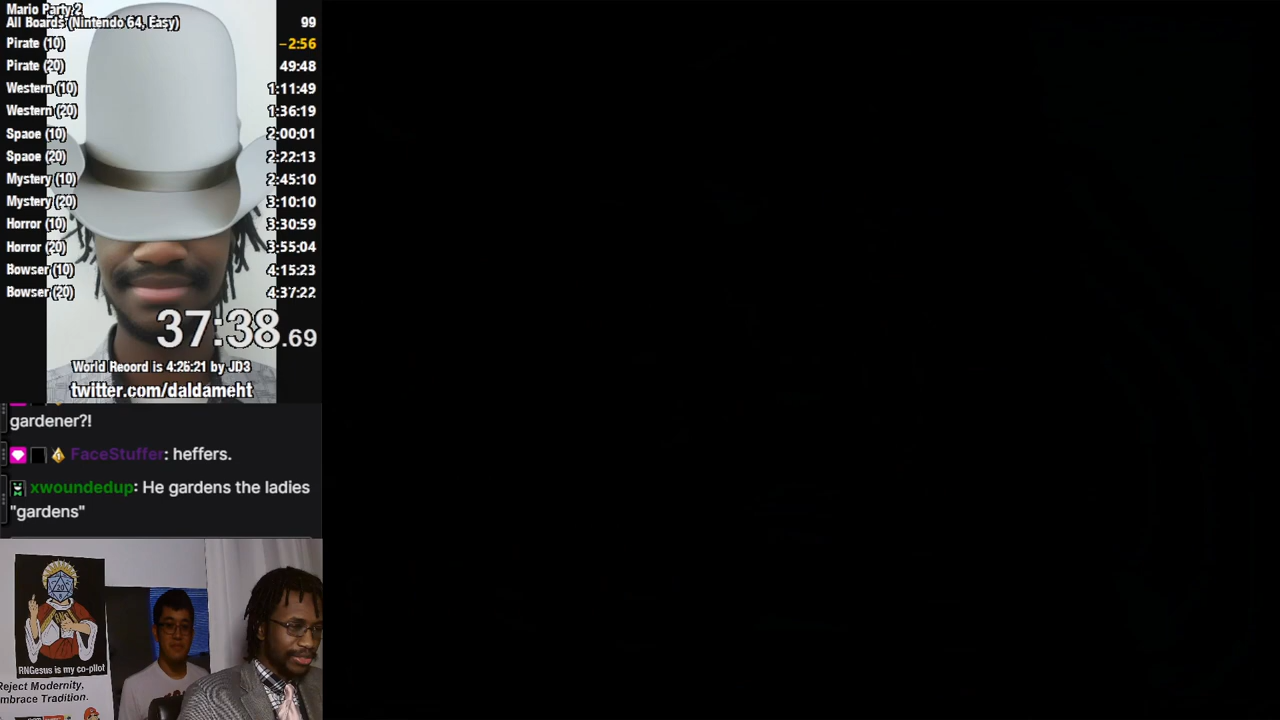 Mario Party 2
All Boards (Nintendo 64, Easy) 99
Pirate (10) −2:56
Pirate (20) 49:48
Western (10) 1:11:49
Western (20) 1:36:19
Space (10) 2:00:01
Space (20) 2:22:13
Mystery (10) 2:45:10
Mystery (20) 3:10:10
Horror (10) 3:30:59
Horror (20) 3:55:04
Bowser (10) 4:15:23
Bowser (20) 4:37:22
37:38.69
World Record is 4:25:21 by JD3
twitter.com/daldameht
gardener?!
FaceStuffer: heffers.
xwoundedup: He gardens the ladies
"gardens"
RNGesus is my co-pilot
Reject Modernity,
Embrace Tradition.